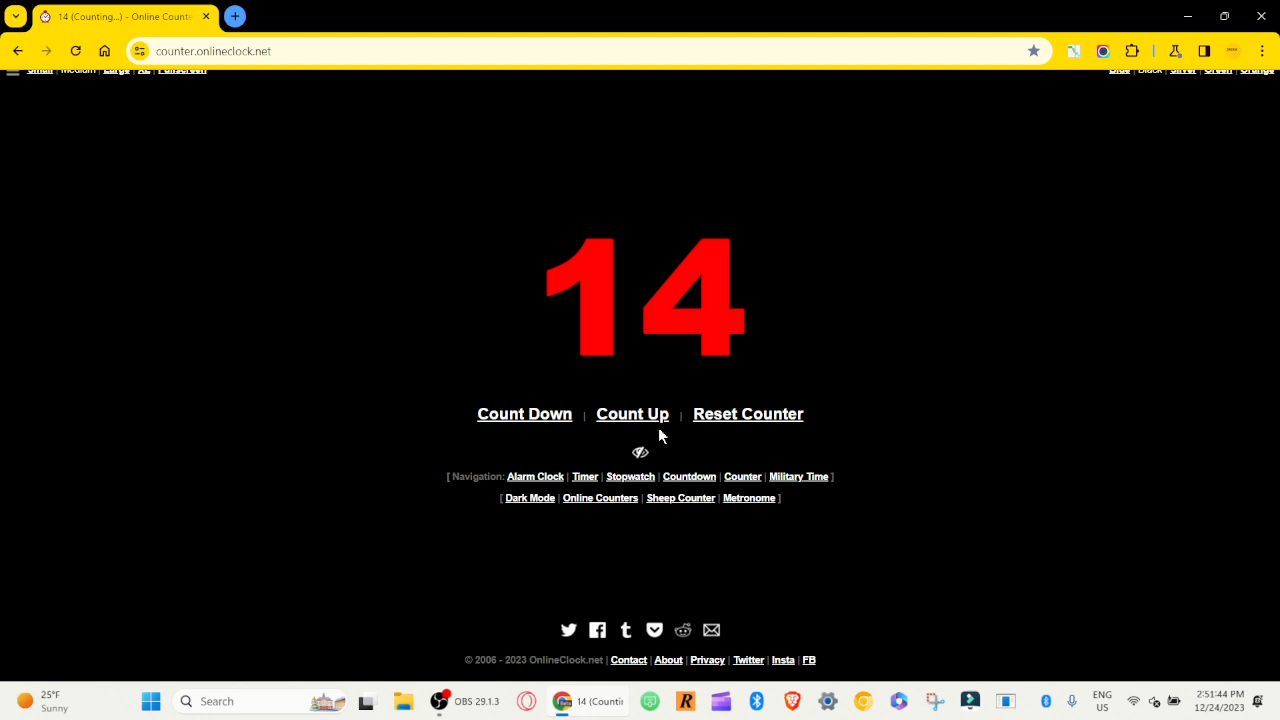 14 (Counting...) - Online Counte
counter.onlineclock.net
Small | Medium | Large | XL | Fullscreen
Blue | Black | Silver | Green | Orange
14
Count Down | Count Up | Reset Counter
[ Navigation: Alarm Clock | Timer | Stopwatch | Countdown | Counter | Military Time ]
[ Dark Mode | Online Counters | Sheep Counter | Metronome ]
© 2006 - 2023 OnlineClock.net | Contact | About | Privacy | Twitter | Insta | FB
25°F
Sunny
Search
OBS 29.1.3
14 (Countin
ENG
US
2:51:44 PM
12/24/2023